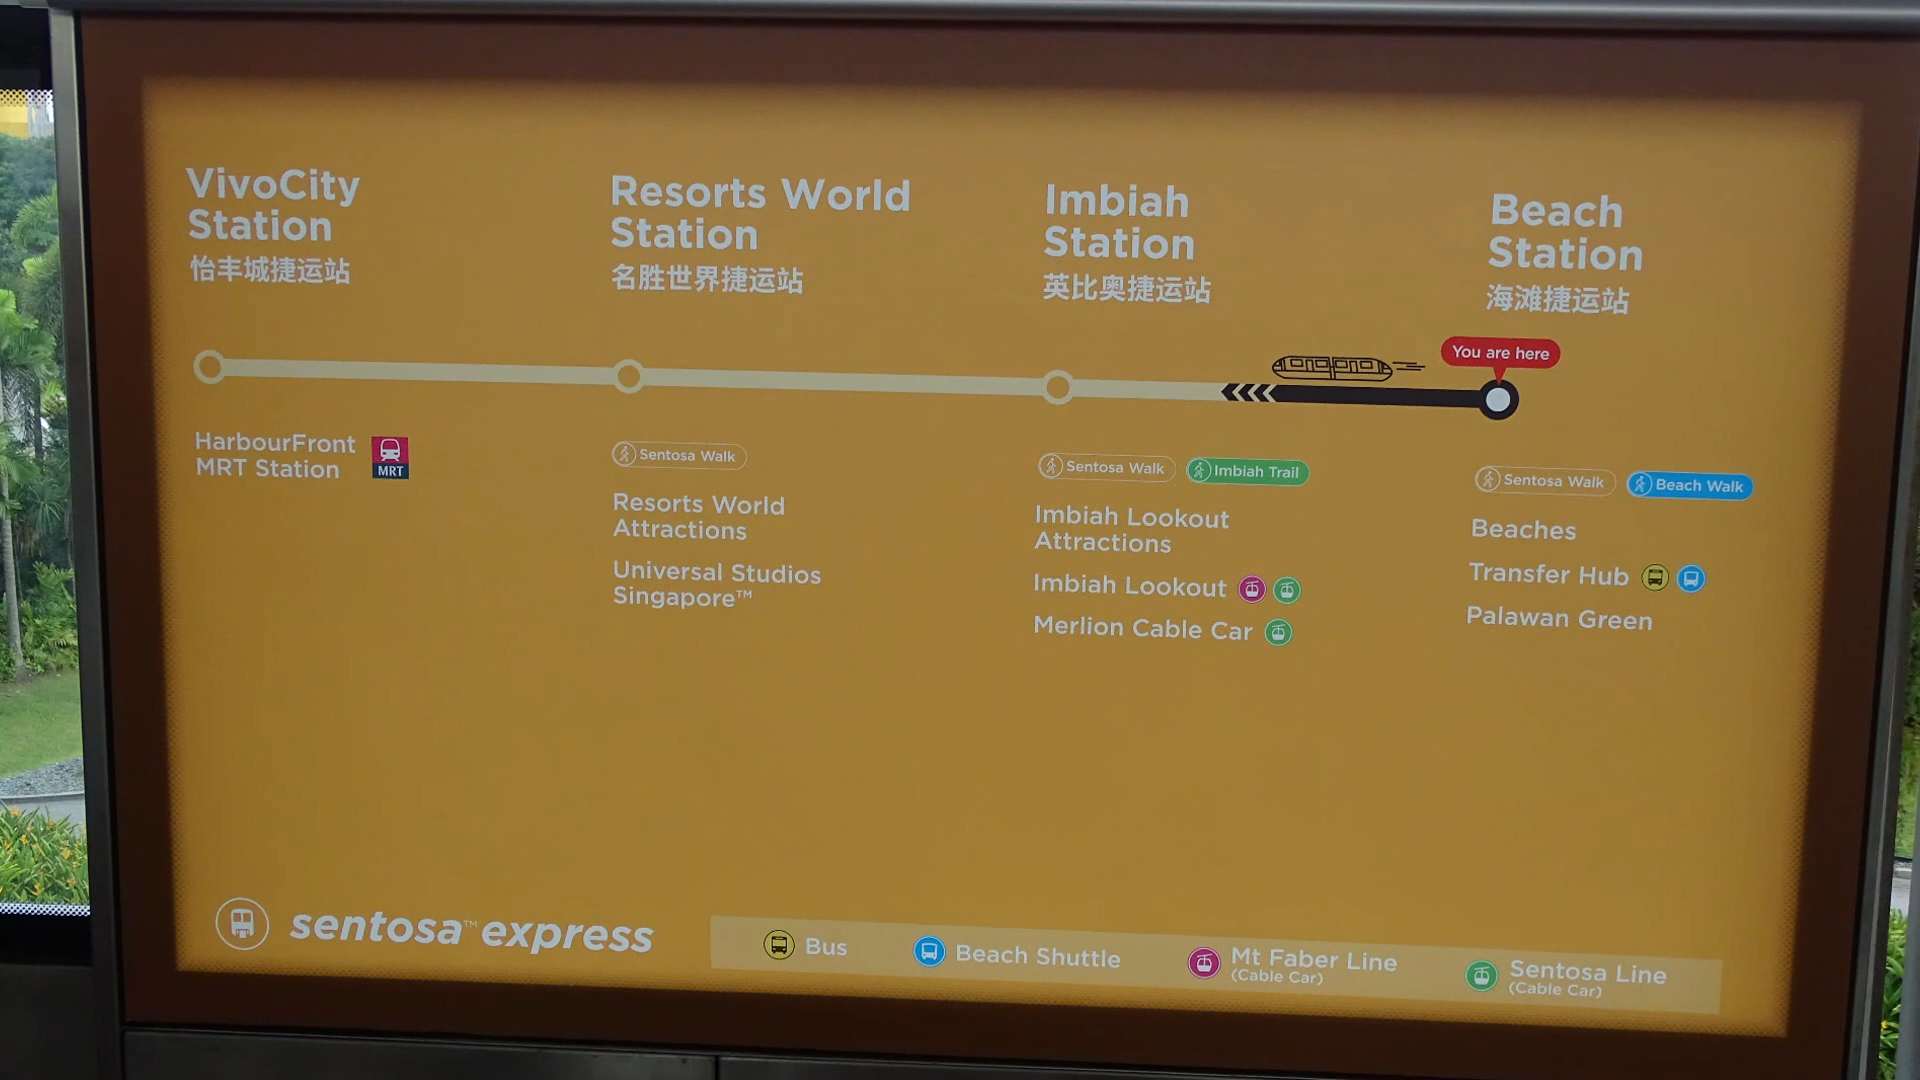 VivoCity
Station
怡丰城捷运站
Resorts World
Station
名胜世界捷运站
Imbiah
Station
英比奥捷运站
Beach
Station
海滩捷运站
You are here
HarbourFront
MRT Station
MRT
Sentosa Walk
Resorts World
Attractions
Universal Studios
Singapore™
Sentosa Walk
Imbiah Trail
Imbiah Lookout
Attractions
Imbiah Lookout
Merlion Cable Car
Sentosa Walk
Beach Walk
Beaches
Transfer Hub
Palawan Green
sentosa™ express
Bus
Beach Shuttle
Mt Faber Line
(Cable Car)
Sentosa Line
(Cable Car)